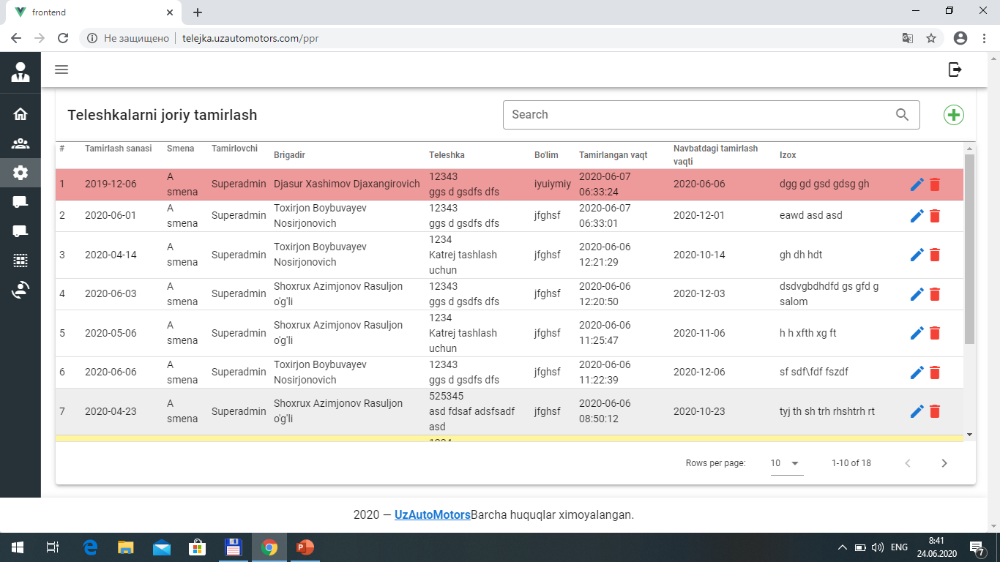 frontend
Не защищено telejka.uzautomotors.com/ppr
Teleshkalarni joriy tamirlash
Search
# Tamirlash sanasi Smena Tamirlovchi Brigadir Teleshka Bo'lim Tamirlangan vaqt Navbatdagi tamirlash vaqti Izox
1 2019-12-06 A smena Superadmin Djasur Xashimov Djaxangirovich 12343 ggs d gsdfs dfs iyuiymiy 2020-06-07 06:33:24 2020-06-06 dgg gd gsd gdsg gh
2 2020-06-01 A smena Superadmin Toxirjon Boybuvayev Nosirjonovich 12343 ggs d gsdfs dfs jfghsf 2020-06-07 06:33:01 2020-12-01 eawd asd asd
3 2020-04-14 A smena Superadmin Toxirjon Boybuvayev Nosirjonovich 1234 Katrej tashlash uchun jfghsf 2020-06-06 12:21:29 2020-10-14 gh dh hdt
4 2020-06-03 A smena Superadmin Shoxrux Azimjonov Rasuljon o'g'li 12343 ggs d gsdfs dfs jfghsf 2020-06-06 12:20:50 2020-12-03 dsdvgbdhdfd gs gfd g salom
5 2020-05-06 A smena Superadmin Shoxrux Azimjonov Rasuljon o'g'li 1234 Katrej tashlash uchun jfghsf 2020-06-06 11:25:47 2020-11-06 h h xfth xg ft
6 2020-06-06 A smena Superadmin Toxirjon Boybuvayev Nosirjonovich 12343 ggs d gsdfs dfs jfghsf 2020-06-06 11:22:39 2020-12-06 sf sdf\fdf fszdf
7 2020-04-23 A smena Superadmin Shoxrux Azimjonov Rasuljon o'g'li 525345 asd fdsaf adsfsadf asd jfghsf 2020-06-06 08:50:12 2020-10-23 tyj th sh trh rhshtrh rt
Rows per page: 10 1-10 of 18
2020 — UzAutoMotorsBarcha huquqlar ximoyalangan.
ENG
8:41
24.06.2020
7